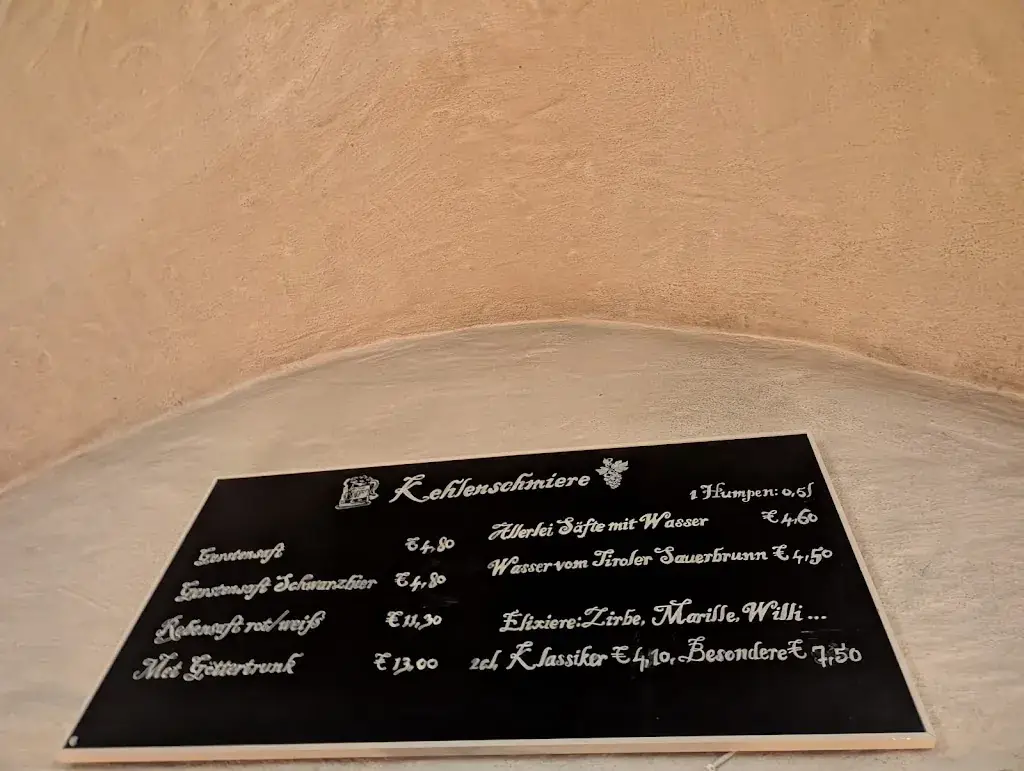 Kehlenschmiere
1 Humpen: 0,5l
Gerstensaft € 4,80
Gerstensaft Schwanzbier € 4,80
Rebensaft rot/weiß € 11,90
Met Göttertrunk € 13,00
Allerlei Säfte mit Wasser € 4,60
Wasser vom Tiroler Sauerbrunn € 4,50
Elixiere: Zirbe, Marille, Willi ...
2cl, Klassiker € 4,10, Besondere € 7,50